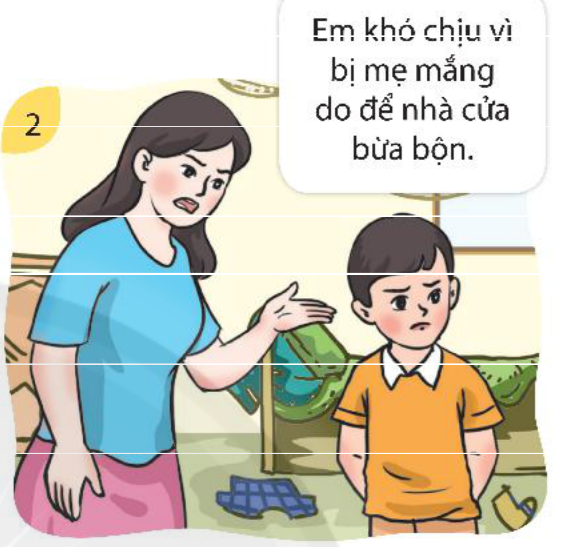 Em khó chịu vì
bị mẹ mắng
do để nhà cửa
bừa bộn.
2